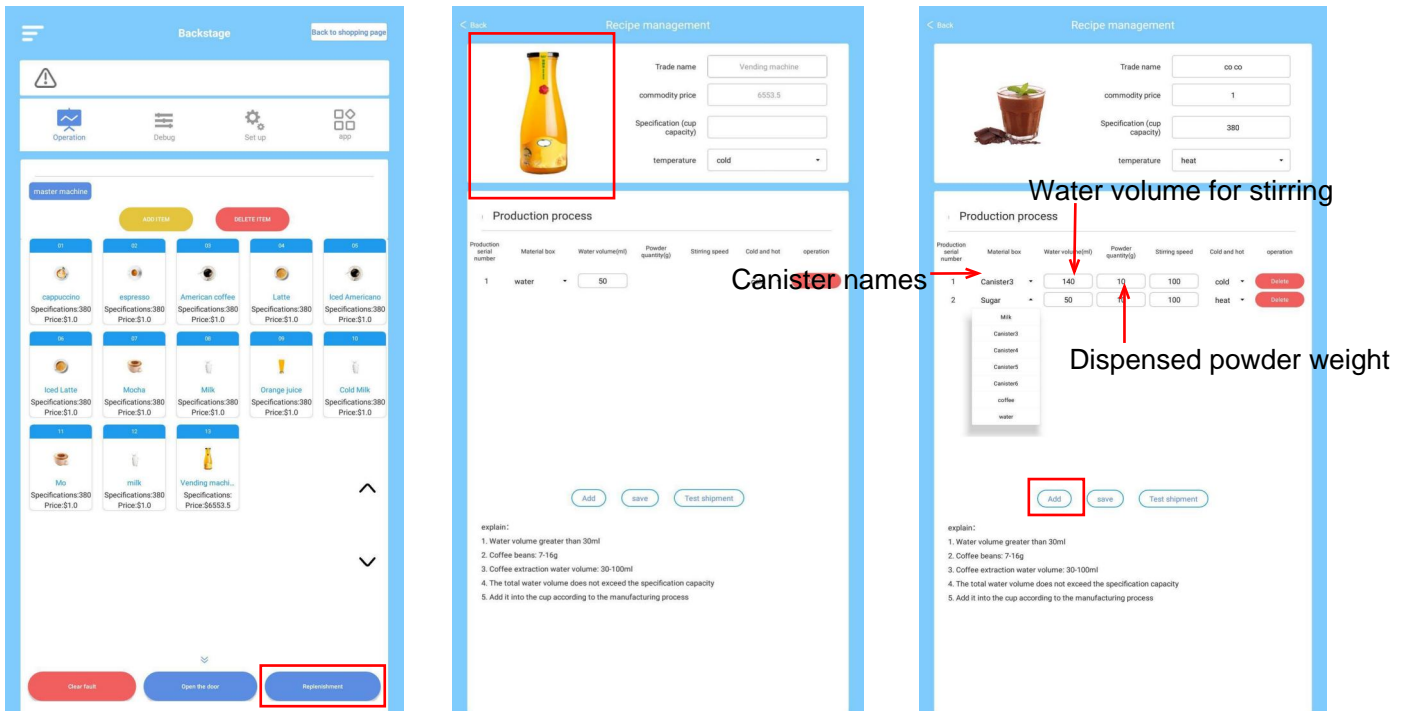 Backstage
Back to shopping page
Operation
Debug
Set up
app
master machine
ADD ITEM
DELETE ITEM
01
02
03
04
05
cappuccino
espresso
American coffee
Latte
Iced Americano
Specifications:380
Specifications:380
Specifications:380
Specifications:380
Specifications:380
Price:$1.0
Price:$1.0
Price:$1.0
Price:$1.0
Price:$1.0
06
07
08
09
10
Iced Latte
Mocha
Milk
Orange juice
Cold Milk
Specifications:380
Specifications:380
Specifications:380
Specifications:380
Specifications:380
Price:$1.0
Price:$1.0
Price:$1.0
Price:$1.0
Price:$1.0
11
12
13
Mo
milk
Vending machi...
Specifications:380
Specifications:380
Specifications:
Price:$1.0
Price:$1.0
Price:$6553.5
Clear fault
Open the door
Replenishment
< Back
Recipe management
Trade name
Vending machine
commodity price
6553.5
Specification (cup
capacity)
temperature
cold
Production process
Production
serial
number
Material box
Water volume(ml)
Powder
quantity(g)
Stirring speed
Cold and hot
operation
1
water
50
Add
save
Test shipment
explain:
1. Water volume greater than 30ml
2. Coffee beans: 7-16g
3. Coffee extraction water volume: 30-100ml
4. The total water volume does not exceed the specification capacity
5. Add it into the cup according to the manufacturing process
< Back
Recipe management
Trade name
co co
commodity price
1
Specification (cup
capacity)
380
temperature
heat
Water volume for stirring
Production process
Production
serial
number
Material box
Water volume(ml)
Powder
quantity(g)
Stirring speed
Cold and hot
operation
Canister names
1
Canister3
140
10
100
cold
Delete
2
Sugar
50
10
100
heat
Delete
Milk
Canister3
Canister4
Canister5
Canister6
coffee
water
Dispensed powder weight
Add
save
Test shipment
explain:
1. Water volume greater than 30ml
2. Coffee beans: 7-16g
3. Coffee extraction water volume: 30-100ml
4. The total water volume does not exceed the specification capacity
5. Add it into the cup according to the manufacturing process